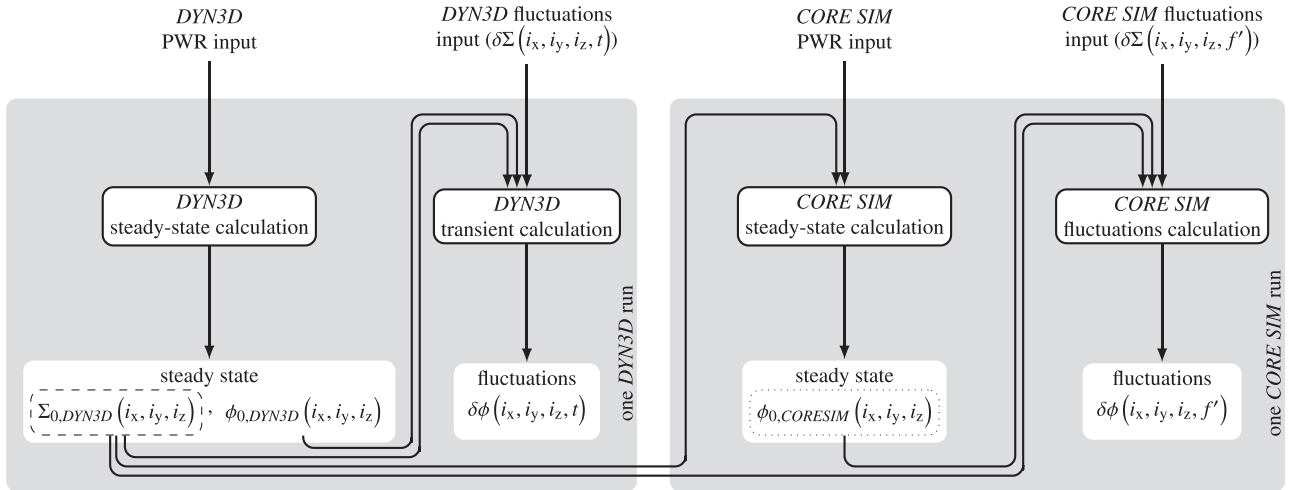 DYN3D
PWR input
DYN3D fluctuations
input (δΣ(ix, iy, iz, t))
CORE SIM
PWR input
CORE SIM fluctuations
input (δΣ(ix, iy, iz, f′))
DYN3D
steady-state calculation
DYN3D
transient calculation
CORE SIM
steady-state calculation
CORE SIM
fluctuations calculation
steady state
Σ0,DYN3D(ix, iy, iz), ϕ0,DYN3D(ix, iy, iz)
fluctuations
δϕ(ix, iy, iz, t)
one DYN3D run
steady state
ϕ0,CORESIM(ix, iy, iz)
fluctuations
δϕ(ix, iy, iz, f′)
one CORE SIM run